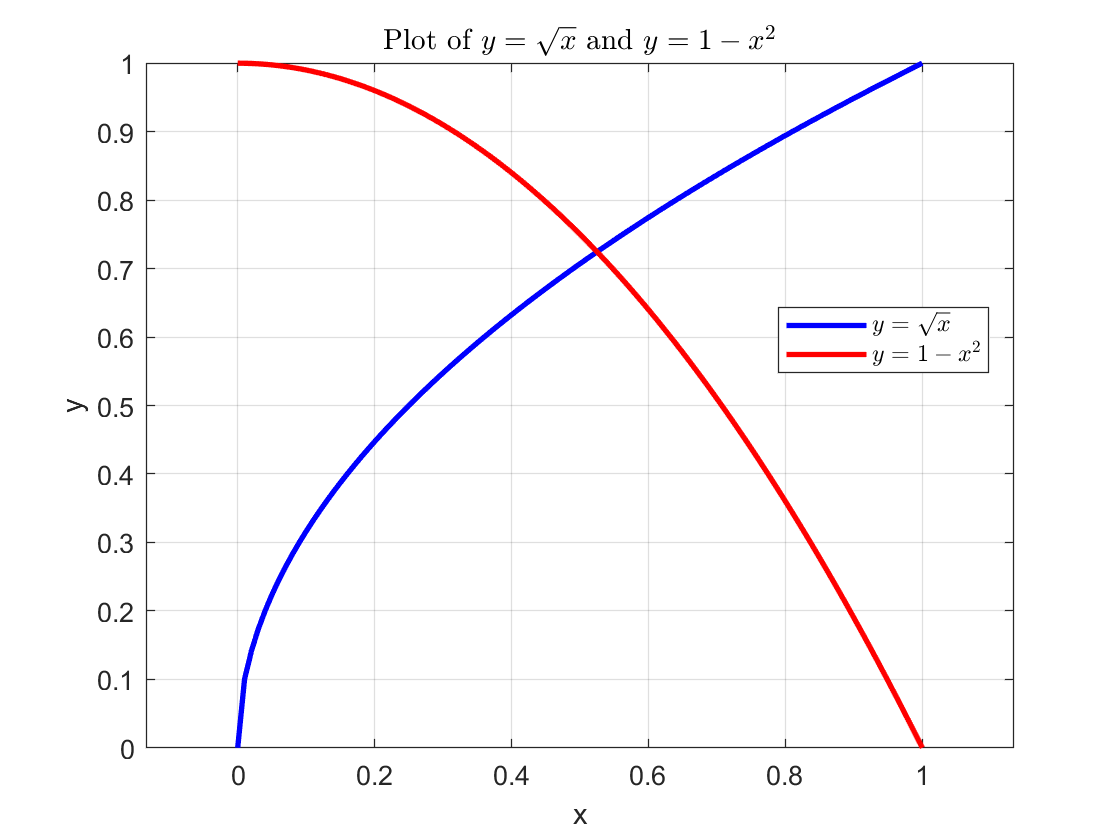 Plot of y = √x and y = 1 − x²
1
0.9
0.8
0.7
0.6
0.5
0.4
0.3
0.2
0.1
0
y
y = √x
y = 1 − x²
0 0.2 0.4 0.6 0.8 1
x